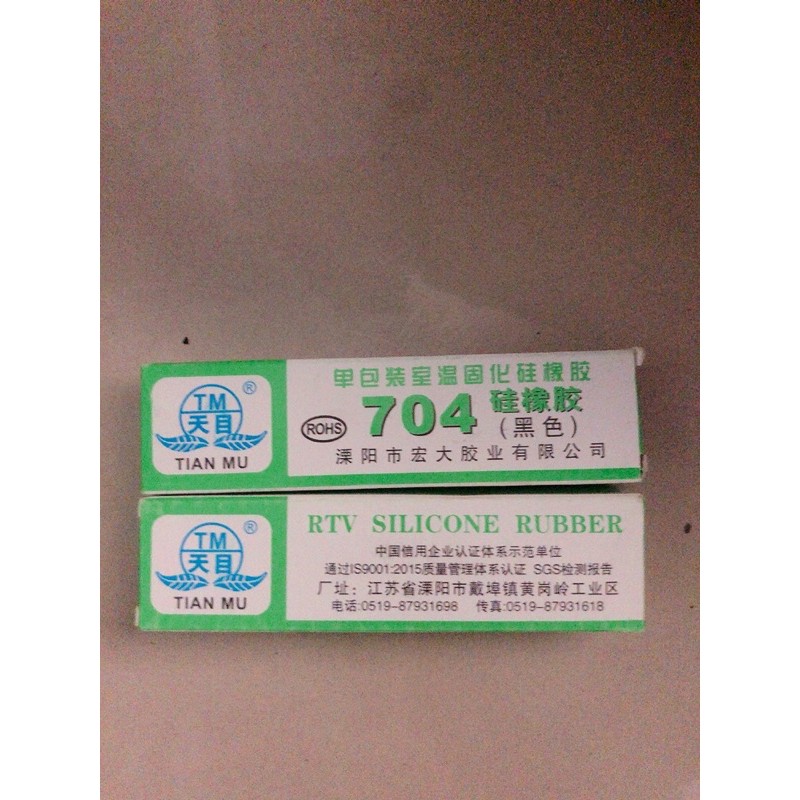 单包装室温固化硅橡胶
TM
天目
®
TIAN MU
ROHS
704
硅橡胶
（黑色）
溧阳市宏大胶业有限公司
TM
天目
®
TIAN MU
RTV SILICONE RUBBER
中国信用企业认证体系示范单位
通过IS9001:2015质量管理体系认证 SGS检测报告
厂址：江苏省溧阳市戴埠镇黄岗岭工业区
电话:0519-87931698 传真:0519-87931618